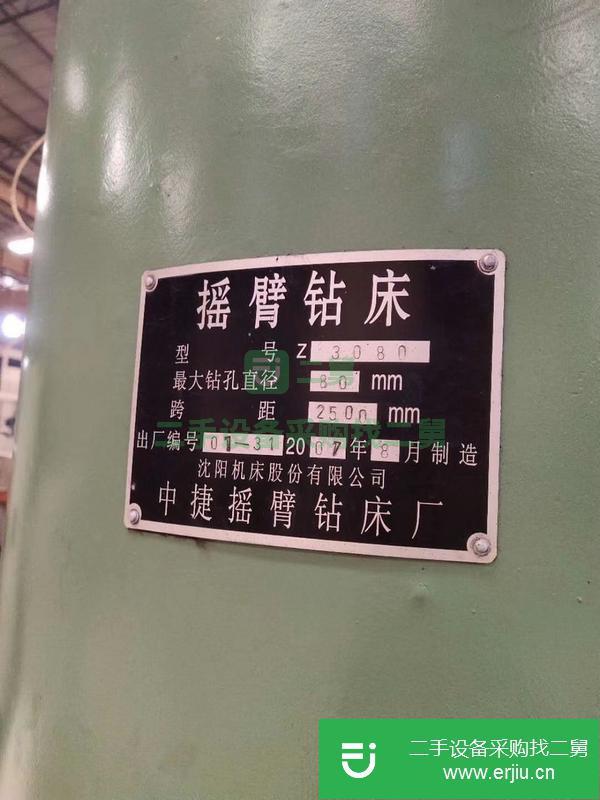 摇臂钻床
型 号 Z 3080
最大钻孔直径 80 mm
跨 距 2500 mm
出厂编号 01-31 2007年8月制造
沈阳机床股份有限公司
中捷摇臂钻床厂
二舅
二手设备采购找二舅
二手设备采购找二舅
www.erjiu.cn